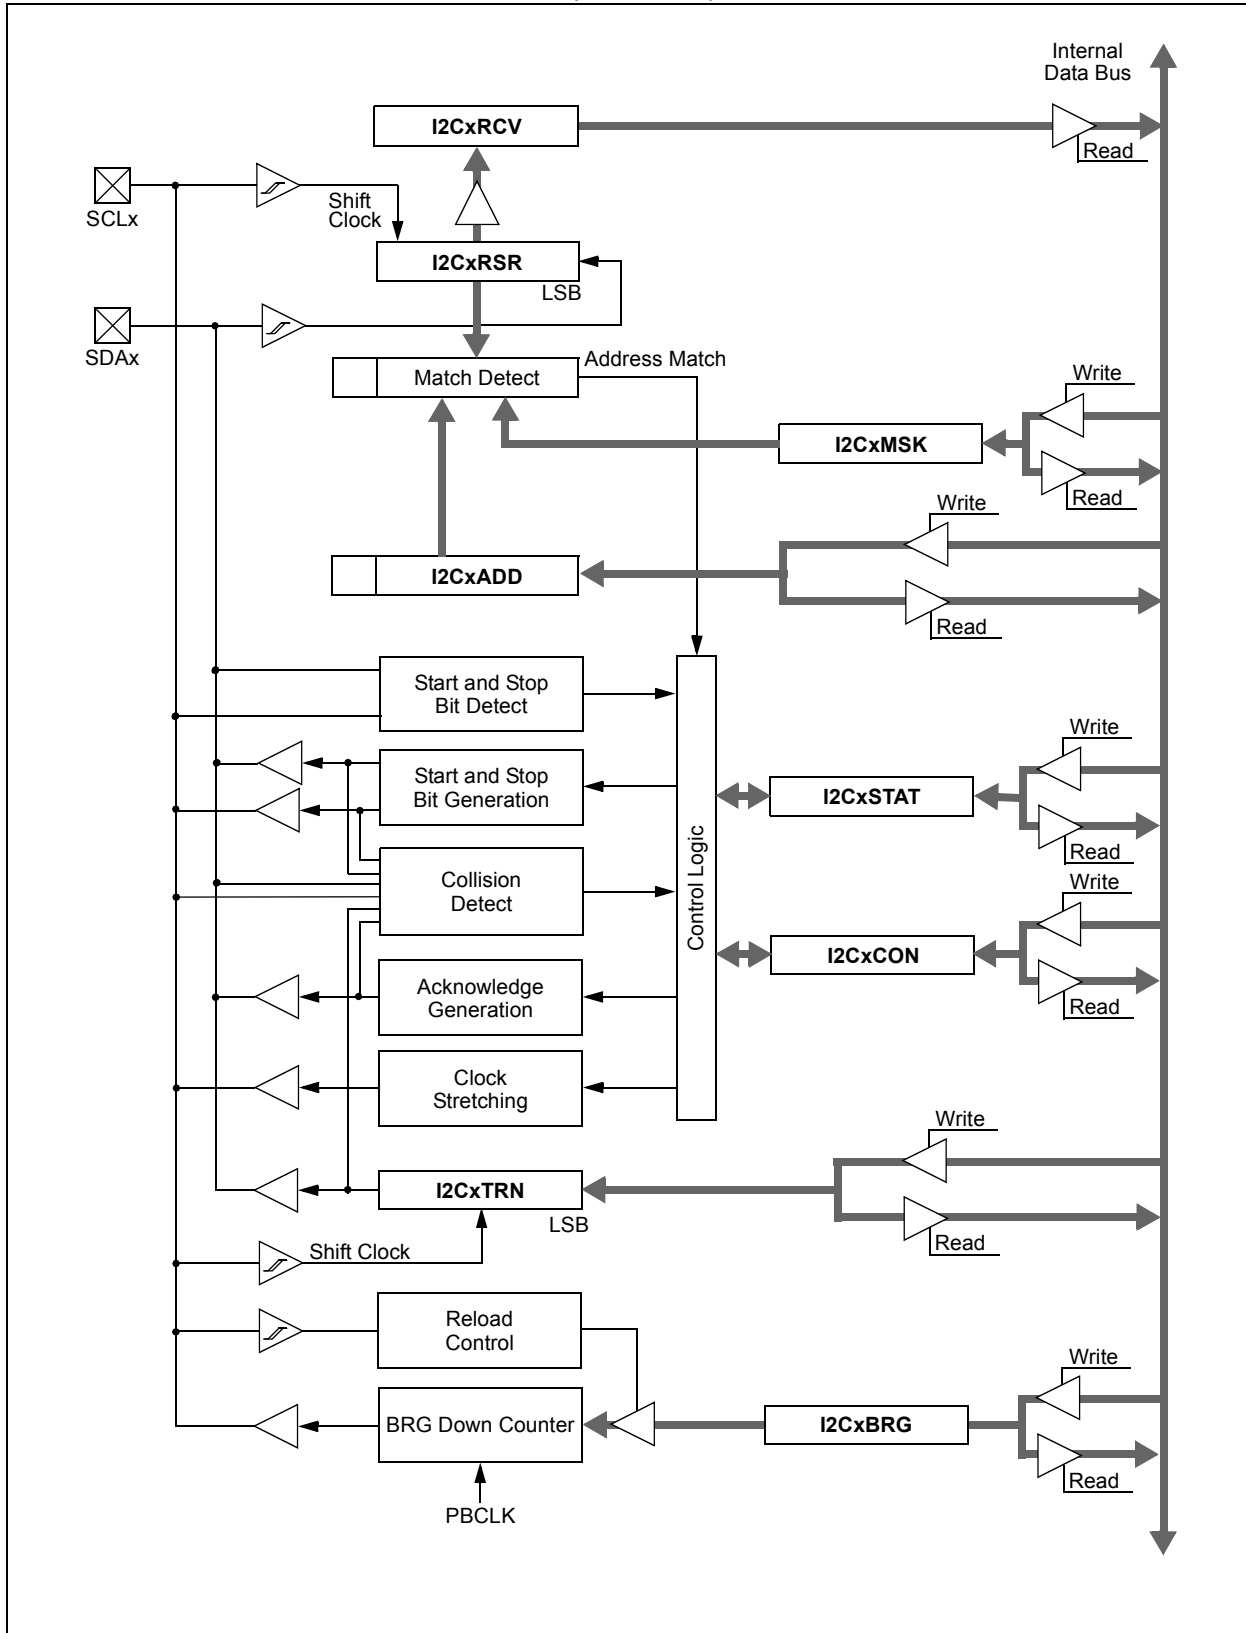 Internal
Data Bus
I2CxRCV
Read
SCLx
Shift
Clock
I2CxRSR
LSB
SDAx
Address Match
Match Detect
Write
I2CxMSK
Read
Write
I2CxADD
Read
Start and Stop
Bit Detect
Write
Start and Stop
Bit Generation
I2CxSTAT
Read
Control Logic
Collision
Detect
Write
I2CxCON
Read
Acknowledge
Generation
Clock
Stretching
Write
I2CxTRN
LSB
Read
Shift Clock
Reload
Control
Write
BRG Down Counter
I2CxBRG
Read
PBCLK